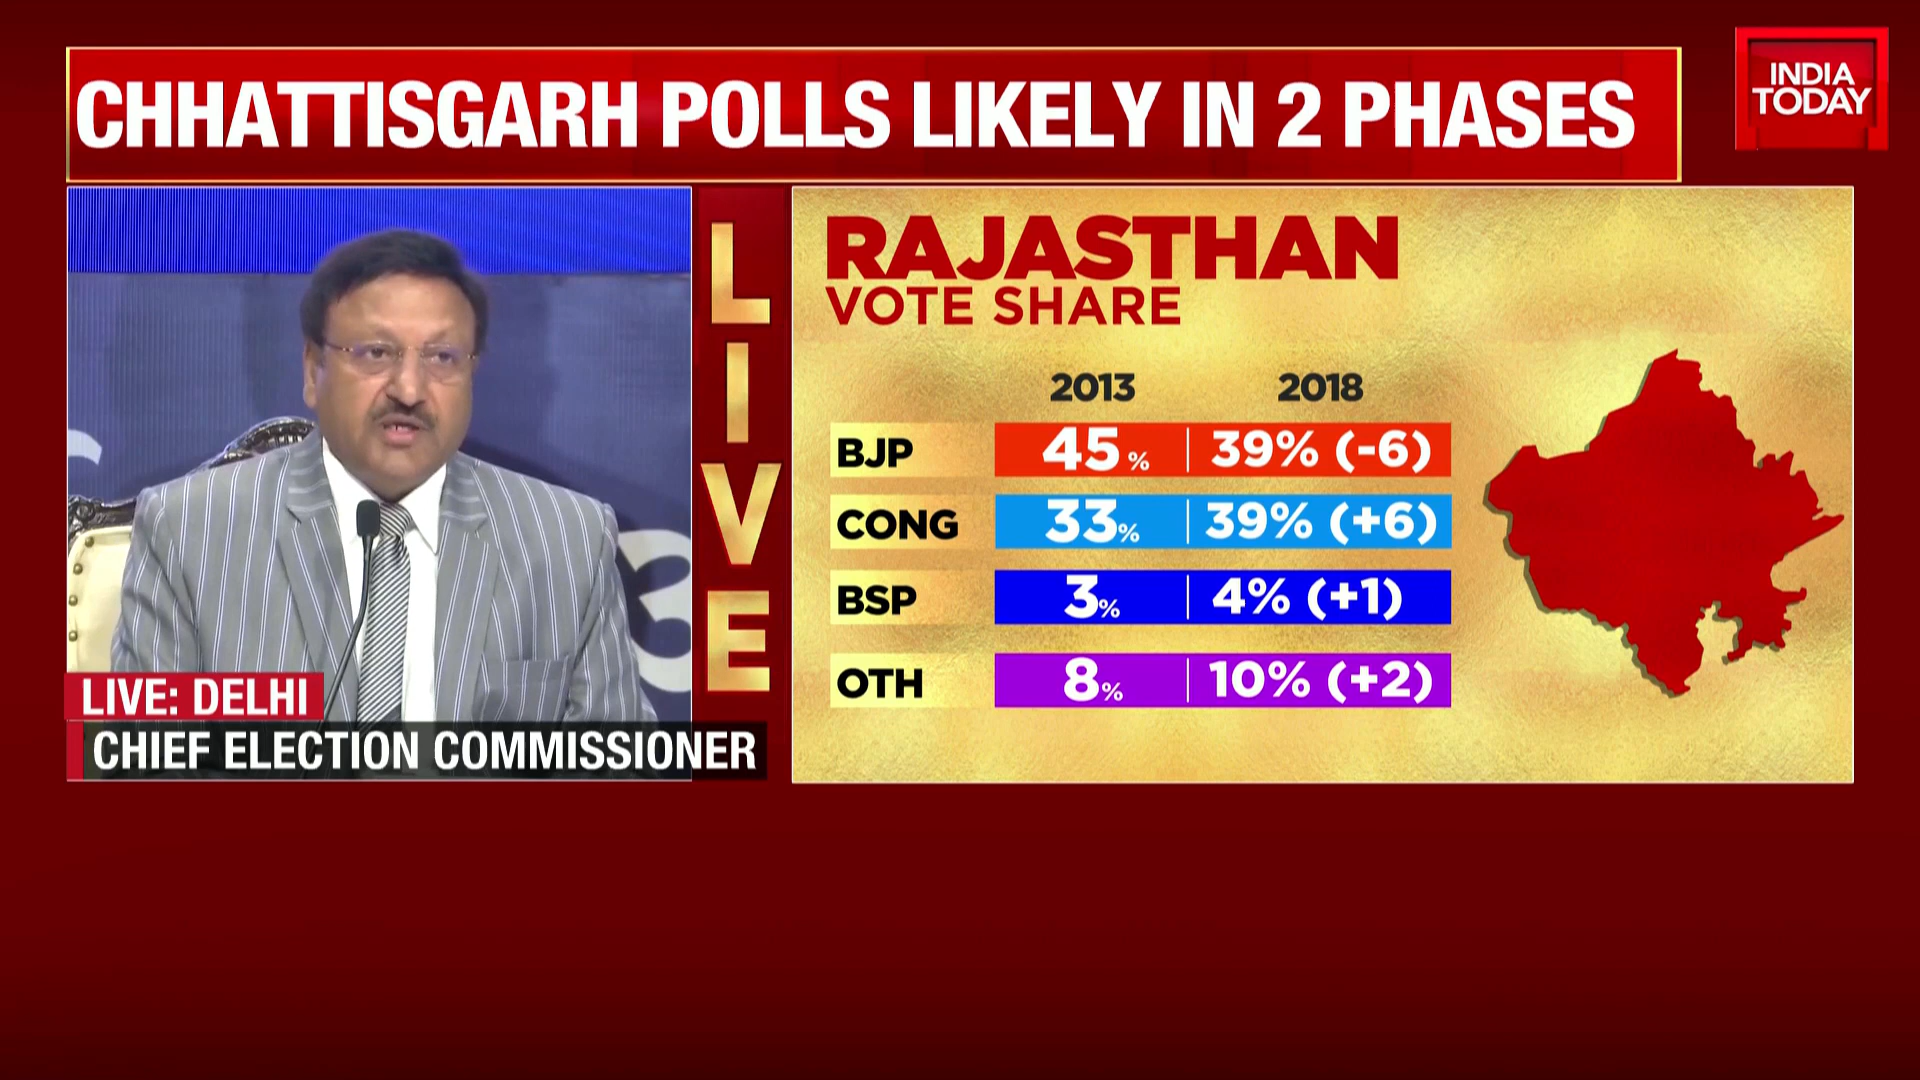 CHHATTISGARH POLLS LIKELY IN 2 PHASES
INDIA
TODAY
LIVE
LIVE: DELHI
CHIEF ELECTION COMMISSIONER
RAJASTHAN
VOTE SHARE
2013 2018
BJP 45% 39% (-6)
CONG 33% 39% (+6)
BSP 3% 4% (+1)
OTH 8% 10% (+2)